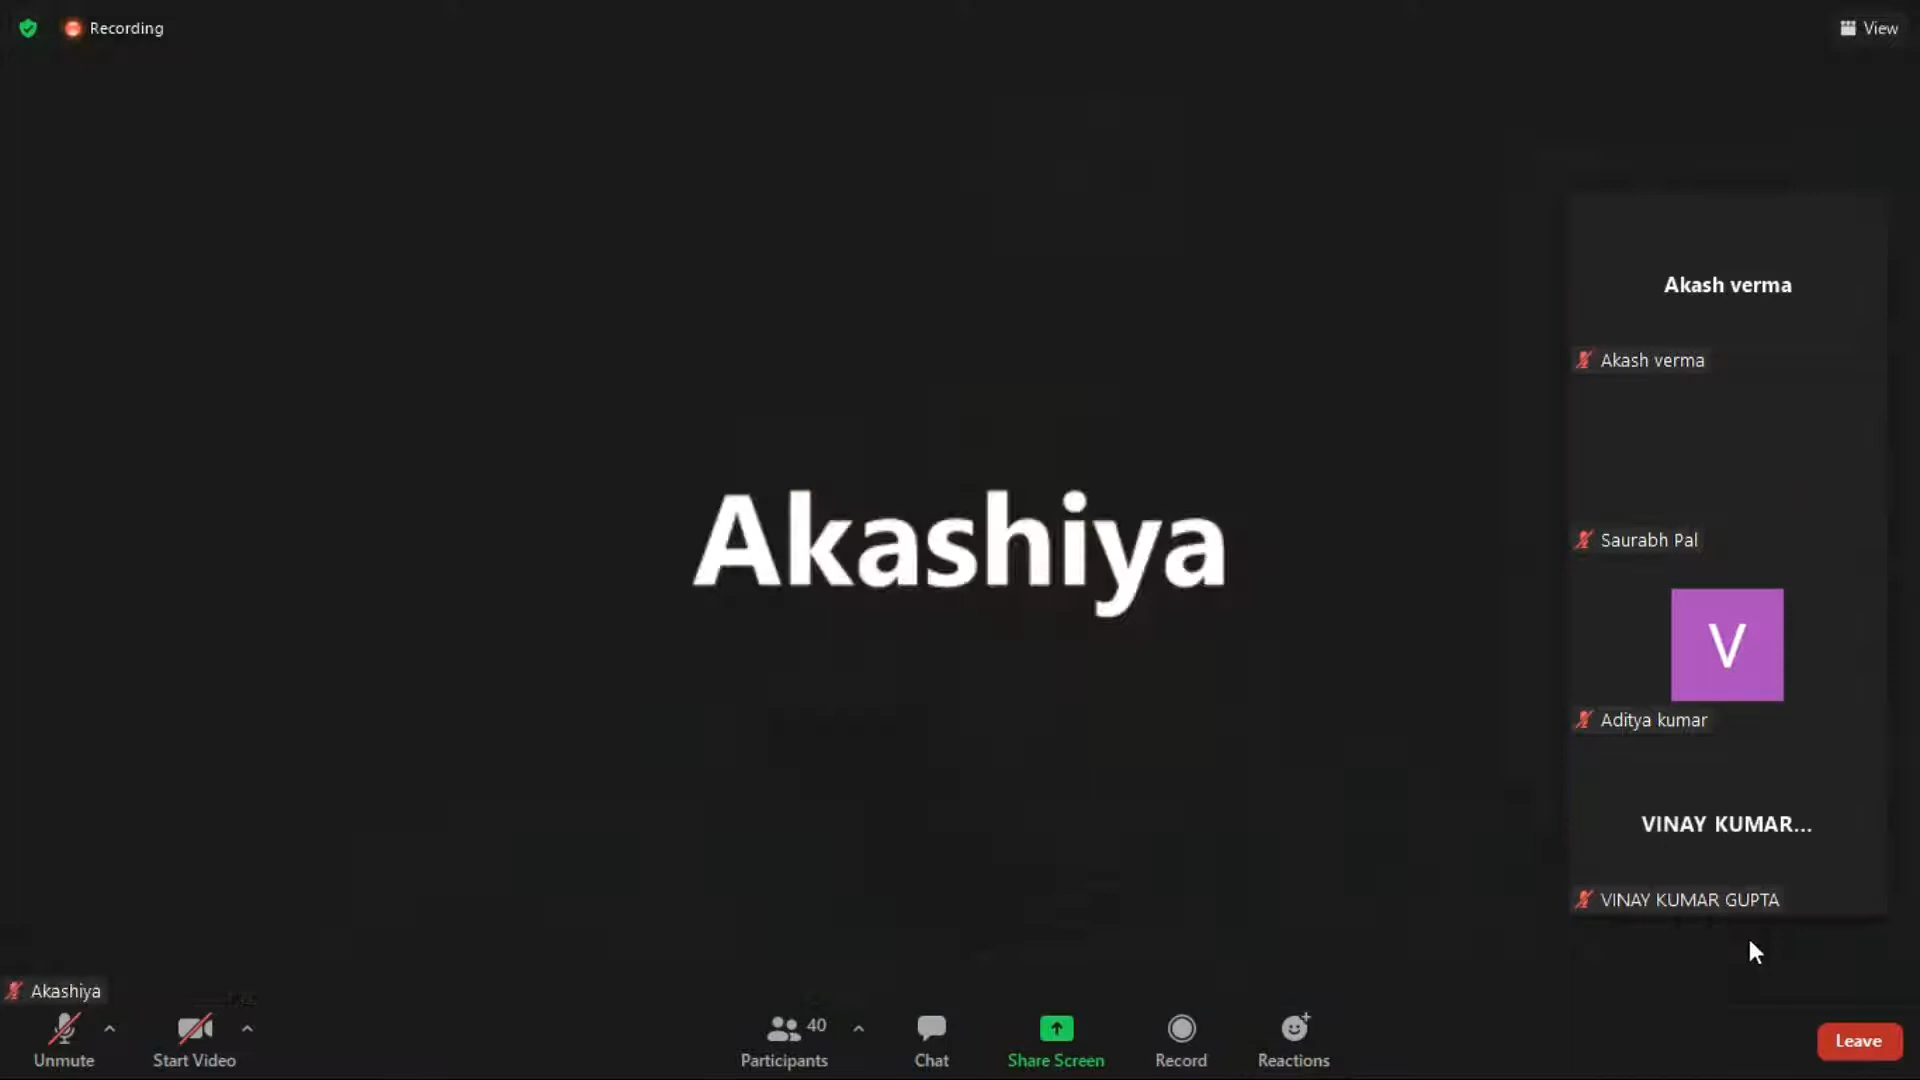 Recording
View
Akash verma
Akash verma
Akashiya
Saurabh Pal
V
Aditya kumar
VINAY KUMAR...
VINAY KUMAR GUPTA
Akashiya
Unmute
Start Video
40
Participants
Chat
Share Screen
Record
Reactions
Leave